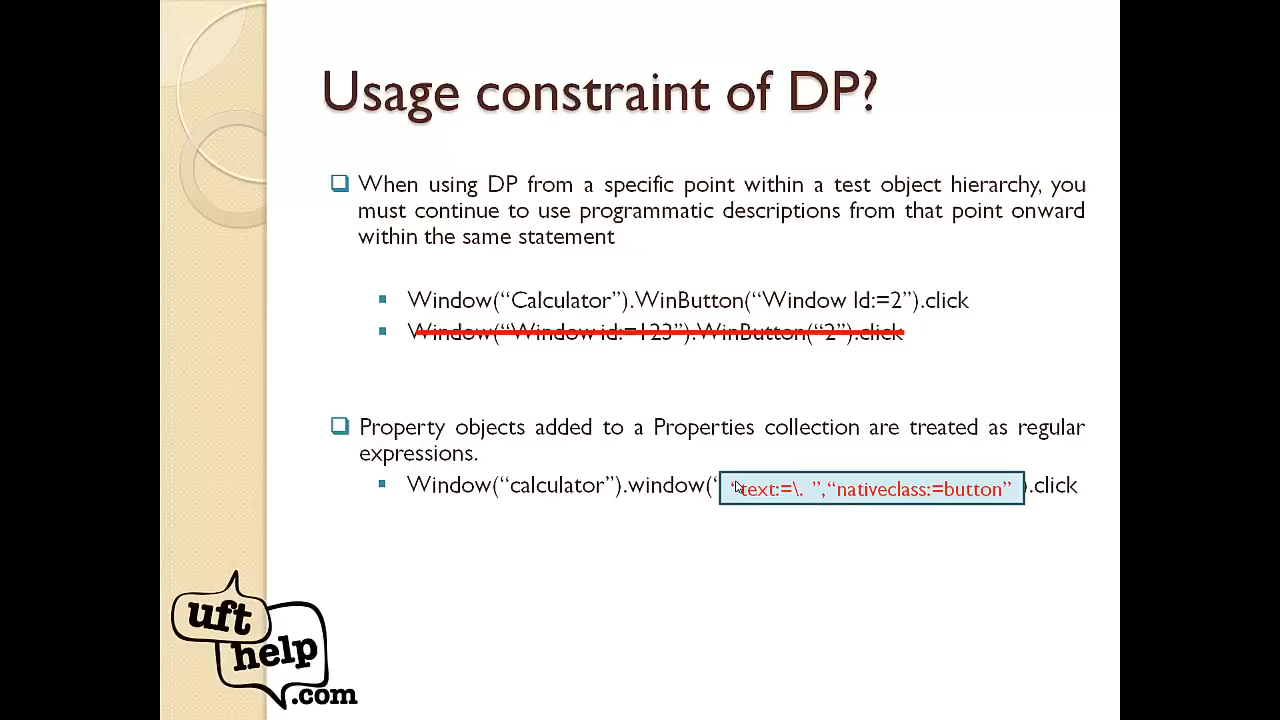 Usage constraint of DP?
When using DP from a specific point within a test object hierarchy, you
must continue to use programmatic descriptions from that point onward
within the same statement
Window(“Calculator”).WinButton(“Window Id:=2”).click
Window(“Window id:=123”).WinButton(“2”).click
Property objects added to a Properties collection are treated as regular
expressions.
Window(“calculator”).window(“ “text:=\. ”,“nativeclass:=button” ).click
uft
help
.com